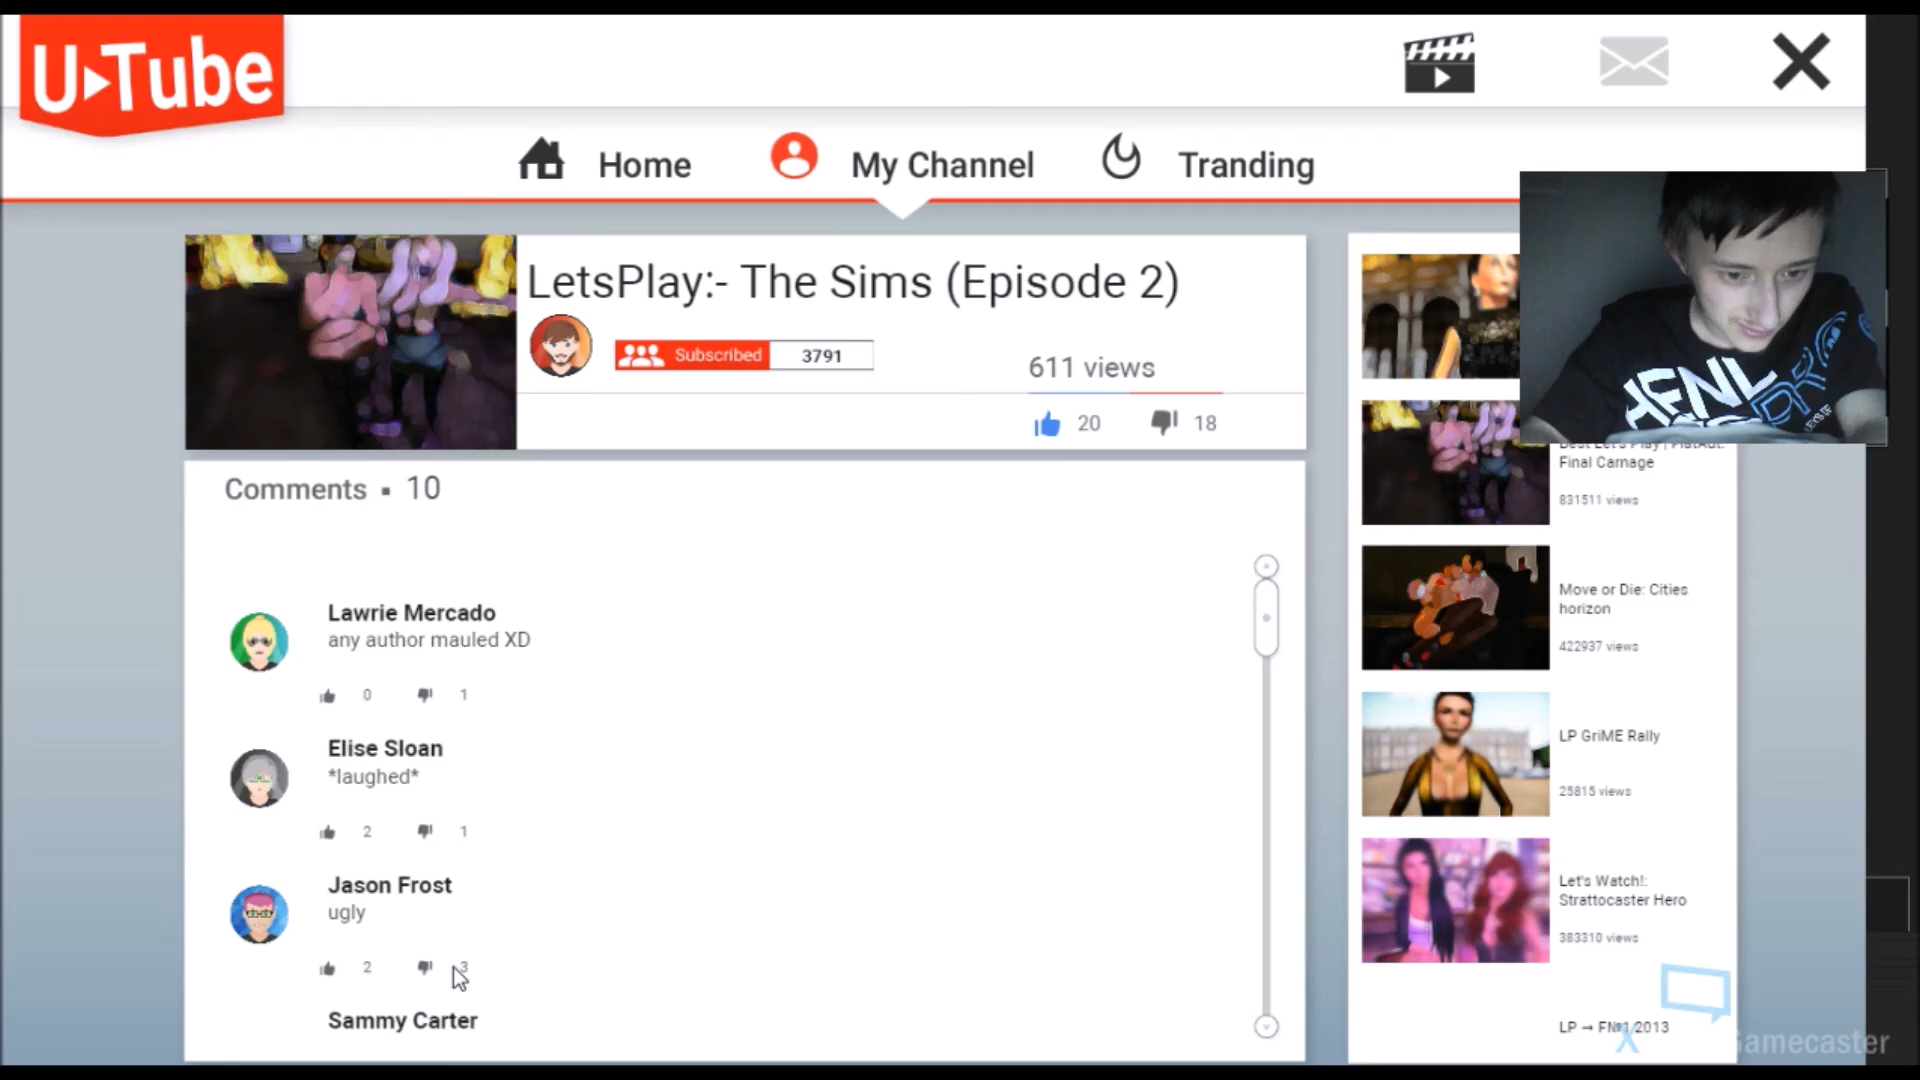 U Tube
Home
My Channel
Tranding
LetsPlay:- The Sims (Episode 2)
Subscribed 3791
611 views
20 18
Comments ▪ 10
Lawrie Mercado
any author mauled XD
0 1
Elise Sloan
*laughed*
2 1
Jason Frost
ugly
2 3
Sammy Carter
Final Carnage
831511 views
Move or Die: Cities
horizon
422937 views
LP GriME Rally
25815 views
Let's Watch!:
Strattocaster Hero
383310 views
2013
Gamecaster